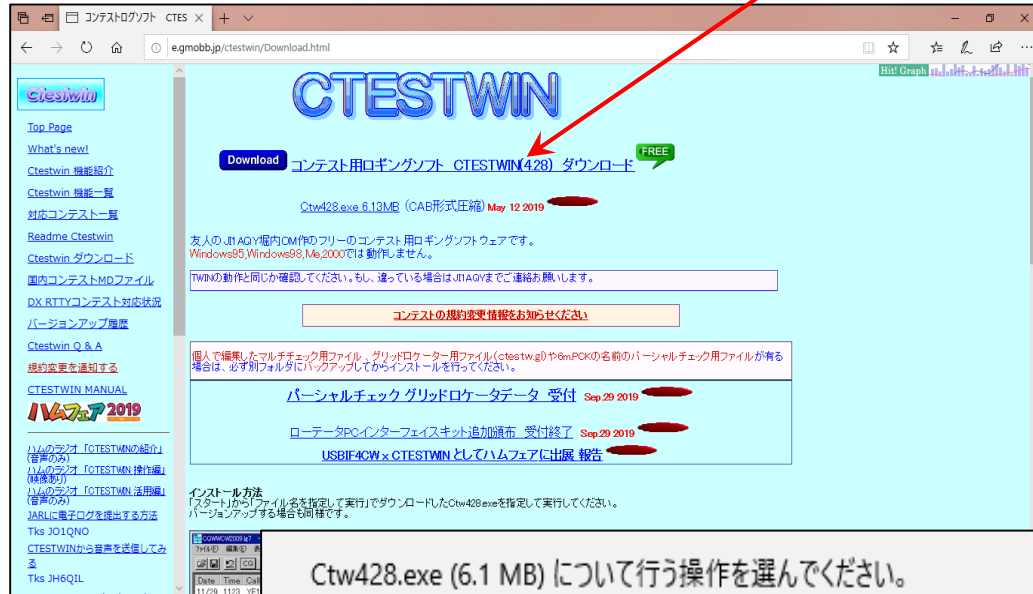 コンテストログソフト CTES
e.gmobb.jp/ctestwin/Download.html
Ctestwin
Top Page
What's new!
Ctestwin 機能紹介
Ctestwin 機能一覧
対応コンテスト一覧
Readme Ctestwin
Ctestwin ダウンロード
国内コンテストMDファイル
DX RTTYコンテスト対応状況
バージョンアップ履歴
Ctestwin Q & A
規約変更を通知する
CTESTWIN MANUAL
ハムフェア 2019
ハムのラジオ「CTESTWINの紹介」
(音声のみ)
ハムのラジオ「CTESTWIN 操作編」
(映像あり)
ハムのラジオ「CTESTWIN 活用編」
(音声のみ)
JARLに電子ログを提出する方法
Tks JO1QNO
CTESTWINから音声を送信してみ
る
Tks JH6QIL
Hit! Graph
CTESTWIN
Download コンテスト用ロギングソフト CTESTWIN(4.28) ダウンロード FREE
Ctw428.exe 6.13MB (CAB形式圧縮) May 12 2019
友人の JI1AQY堀内OM作のフリーのコンテスト用ロギングソフトウェアです。
Windows95,Windows98,Me,2000では動作しません。
TWINの動作と同じか確認してください。もし、違っている場合はJI1AQYまでご連絡お願いします。
コンテストの規約変更情報をお知らせください
個人で編集したマルチチェック用ファイル、グリッドロケーター用ファイル(ctestw.gl)や6m.PCKの名前のパーシャルチェック用ファイルが有る
場合は、必ず別フォルダにバックアップしてからインストールを行ってください。
パーシャルチェック グリッドロケータデータ 受付 Sep.29 2019
ローテータPCインターフェイスキット追加頒布 受付終了 Sep.29 2019
USBIF4CW x CTESTWIN としてハムフェアに出展 報告
インストール方法
「スタート」から「ファイル名を指定して実行」でダウンロードしたCtw428.exeを指定して実行してください。
バージョンアップする場合も同様です。
CQWWCW2009.lg7 -
ファイル(F) 編集(E) 表
CQ
Date Time Call
11/29 1123 YE1
Ctw428.exe (6.1 MB) について行う操作を選んでください。